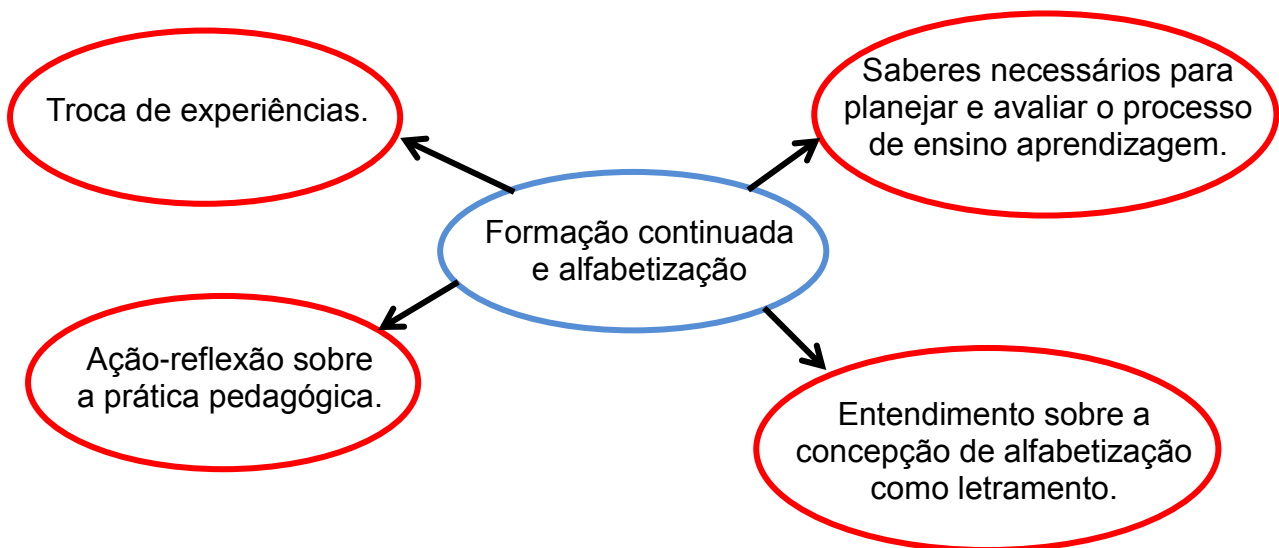 Troca de experiências.
Saberes necessários para
planejar e avaliar o processo
de ensino aprendizagem.
Formação continuada
e alfabetização
Ação-reflexão sobre
a prática pedagógica.
Entendimento sobre a
concepção de alfabetização
como letramento.